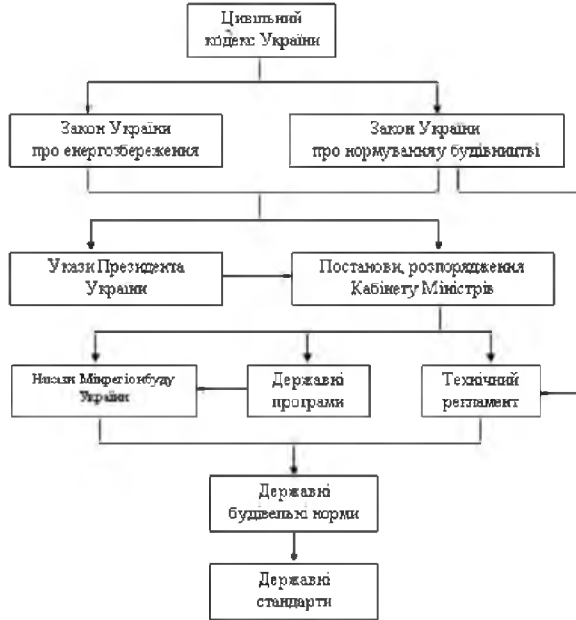 Цивільний
кодекс України
Закон України
про енергозбереження
Закон України
про нормування у будівництві
Укази Президента
України
Постанови, розпорядження
Кабінету Міністрів
Накази Мінрегіонбуду
України
Державні
програми
Технічний
регламент
Державні
будівельні норми
Державні
стандарти